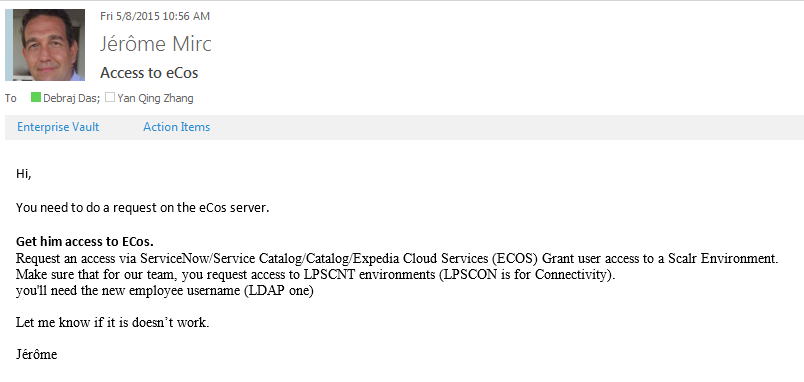 Fri 5/8/2015 10:56 AM
Jérôme Mirc
Access to eCos
To Debraj Das; Yan Qing Zhang
Enterprise Vault Action Items
Hi,
You need to do a request on the eCos server.
Get him access to ECos.
Request an access via ServiceNow/Service Catalog/Catalog/Expedia Cloud Services (ECOS) Grant user access to a Scalr Environment.
Make sure that for our team, you request access to LPSCNT environments (LPSCON is for Connectivity).
you'll need the new employee username (LDAP one)
Let me know if it is doesn’t work.
Jérôme